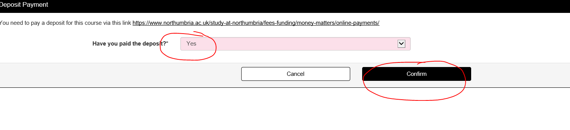 Deposit Payment
You need to pay a deposit for this course via this link https://www.northumbria.ac.uk/study-at-northumbria/fees-funding/money-matters/online-payments/
Have you paid the deposit?* Yes
Cancel Confirm